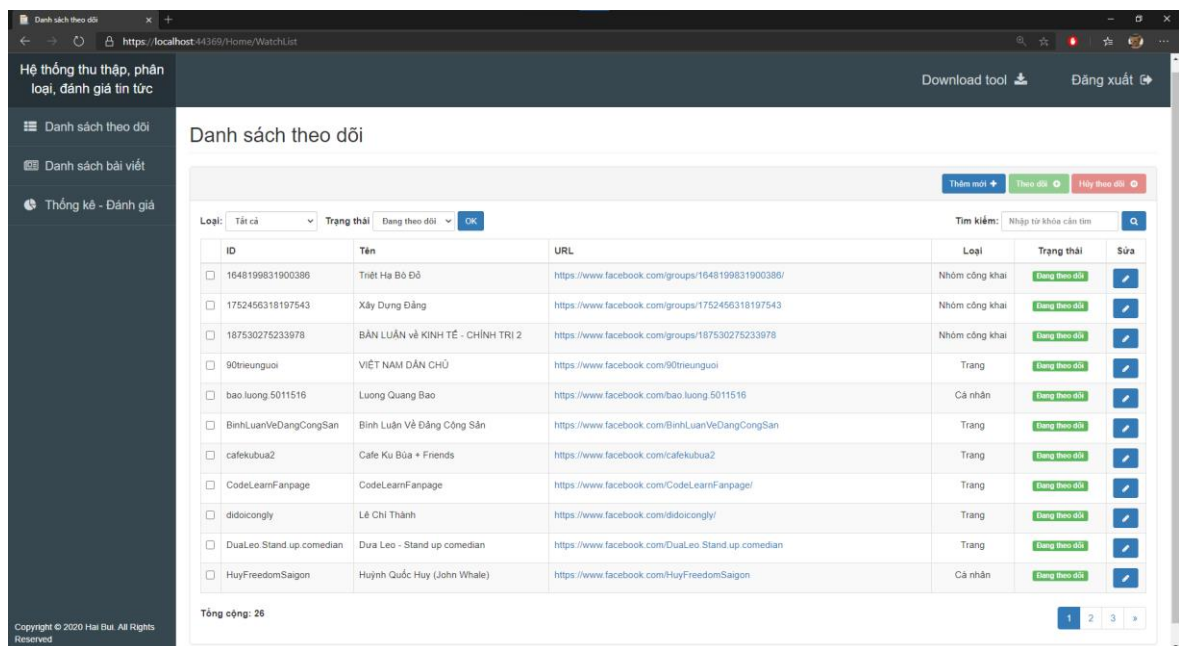 Danh sách theo dõi
https://localhost:44369/Home/WatchList
Hệ thống thu thập, phân
loại, đánh giá tin tức
Download tool
Đăng xuất
Danh sách theo dõi
Danh sách bài viết
Thống kê - Đánh giá
Danh sách theo dõi
Thêm mới
Theo dõi
Hủy theo dõi
Loại: Tất cả Trạng thái Đang theo dõi OK Tìm kiếm: Nhập từ khóa cần tìm
ID Tên URL Loại Trạng thái Sửa
1648199831900386 Triệt Hạ Bò Đỏ https://www.facebook.com/groups/1648199831900386/ Nhóm công khai Đang theo dõi
1752456318197543 Xây Dựng Đảng https://www.facebook.com/groups/1752456318197543 Nhóm công khai Đang theo dõi
187530275233978 BÀN LUẬN về KINH TẾ - CHÍNH TRỊ 2 https://www.facebook.com/groups/187530275233978 Nhóm công khai Đang theo dõi
90trieunguoi VIỆT NAM DÂN CHỦ https://www.facebook.com/90trieunguoi Trang Đang theo dõi
bao.luong.5011516 Luong Quang Bao https://www.facebook.com/bao.luong.5011516 Cá nhân Đang theo dõi
BinhLuanVeDangCongSan Bình Luận Về Đảng Cộng Sản https://www.facebook.com/BinhLuanVeDangCongSan Trang Đang theo dõi
cafekubua2 Cafe Ku Búa + Friends https://www.facebook.com/cafekubua2 Trang Đang theo dõi
CodeLearnFanpage CodeLearnFanpage https://www.facebook.com/CodeLearnFanpage/ Trang Đang theo dõi
didoicongly Lê Chí Thành https://www.facebook.com/didoicongly/ Trang Đang theo dõi
DuaLeo.Stand.up.comedian Dưa Leo - Stand up comedian https://www.facebook.com/DuaLeo.Stand.up.comedian Trang Đang theo dõi
HuyFreedomSaigon Huỳnh Quốc Huy (John Whale) https://www.facebook.com/HuyFreedomSaigon Cá nhân Đang theo dõi
Tổng cộng: 26
1 2 3 »
Copyright © 2020 Hai Bui. All Rights
Reserved